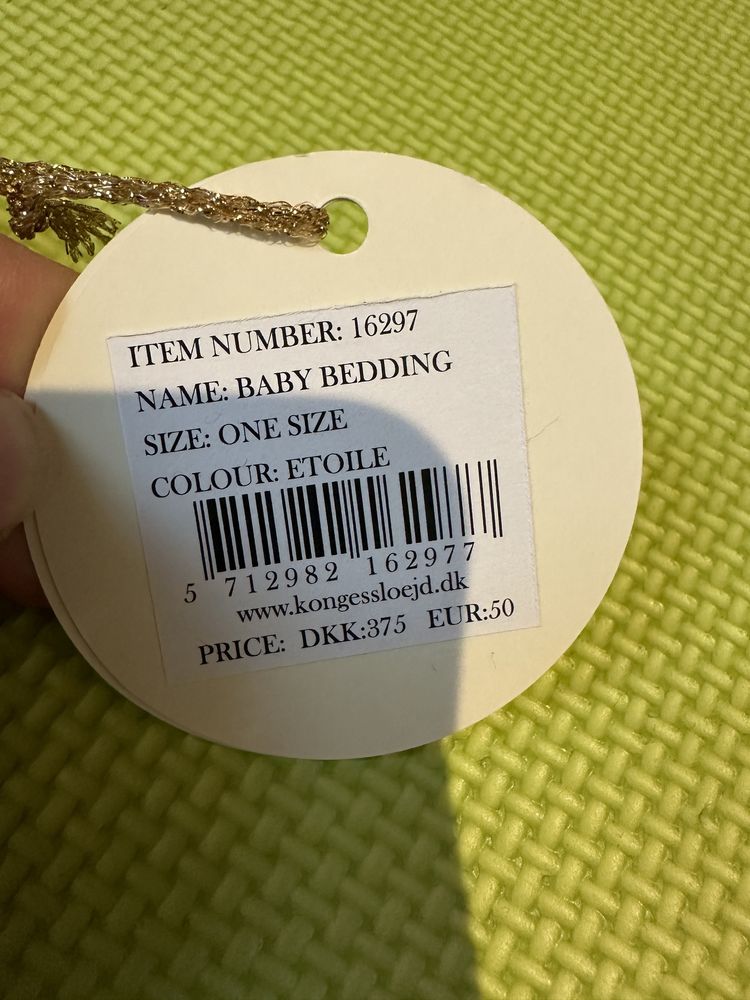 ITEM NUMBER: 16297
NAME: BABY BEDDING
SIZE: ONE SIZE
COLOUR: ETOILE
5 712982 162977
www.kongessloejd.dk
PRICE: DKK:375 EUR:50